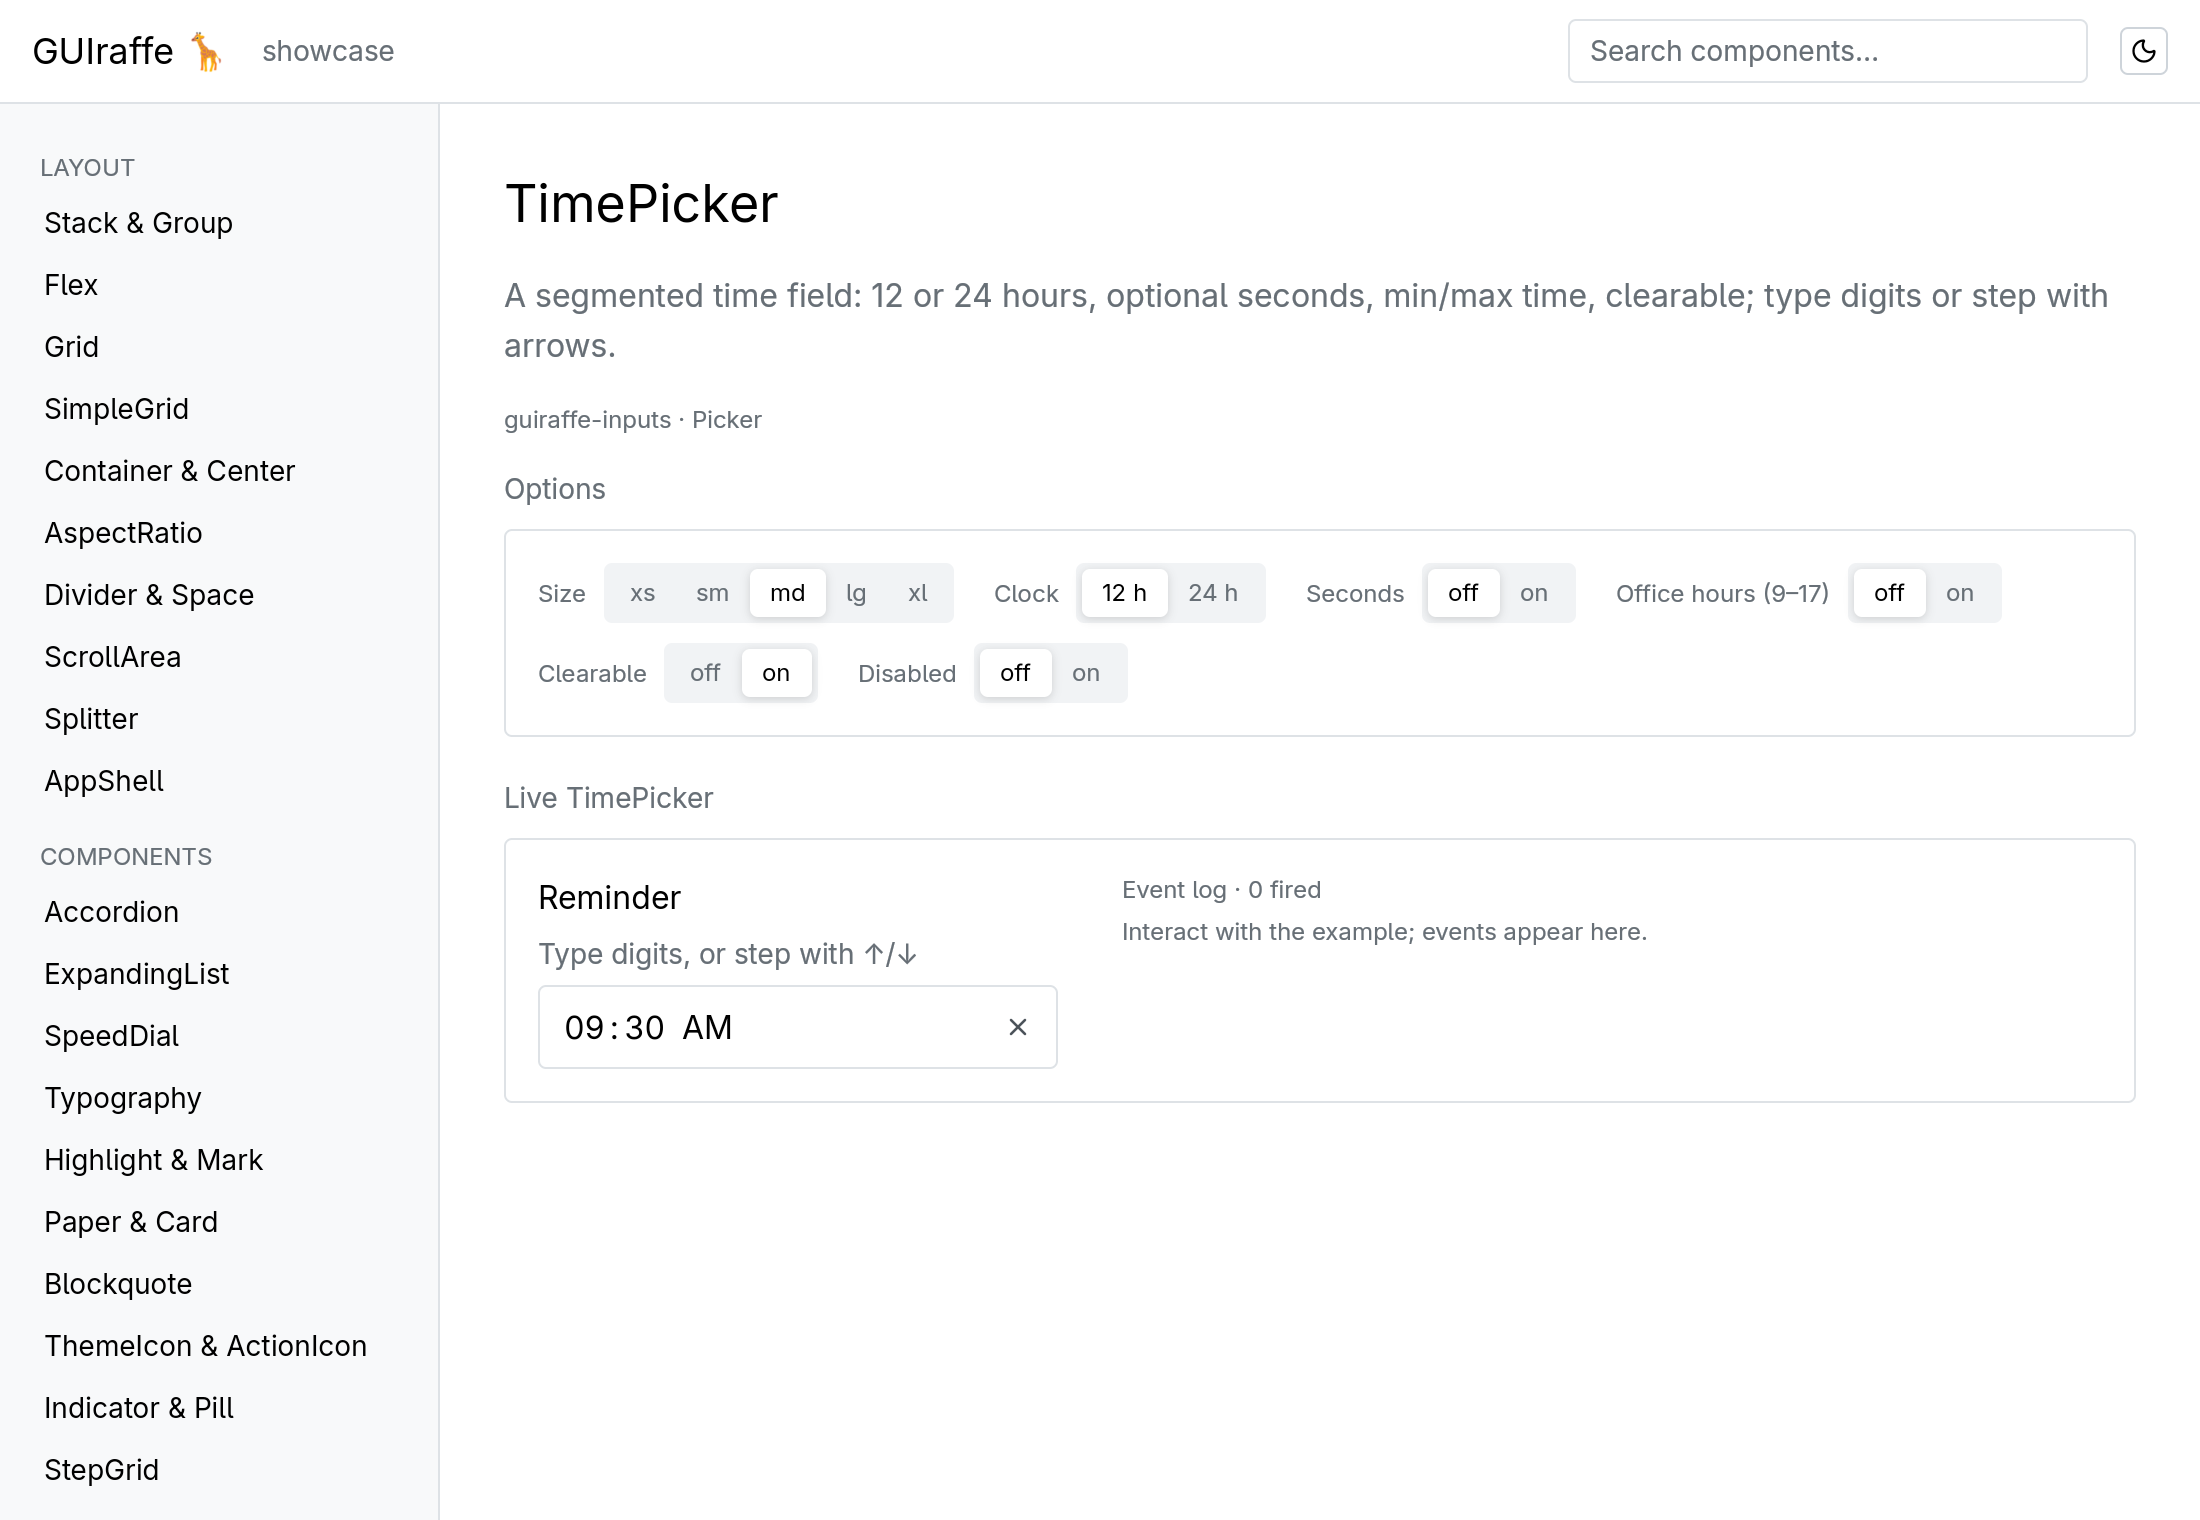 GUIraffe 🦒 showcase Search components...
LAYOUT
Stack & Group
Flex
Grid
SimpleGrid
Container & Center
AspectRatio
Divider & Space
ScrollArea
Splitter
AppShell
COMPONENTS
Accordion
ExpandingList
SpeedDial
Typography
Highlight & Mark
Paper & Card
Blockquote
ThemeIcon & ActionIcon
Indicator & Pill
StepGrid
TimePicker
A segmented time field: 12 or 24 hours, optional seconds, min/max time, clearable; type digits or step with
arrows.
guiraffe-inputs · Picker
Options
Size xs sm md lg xl Clock 12 h 24 h Seconds off on Office hours (9–17) off on
Clearable off on Disabled off on
Live TimePicker
Reminder
Type digits, or step with ↑/↓
09:30 AM ×
Event log · 0 fired
Interact with the example; events appear here.